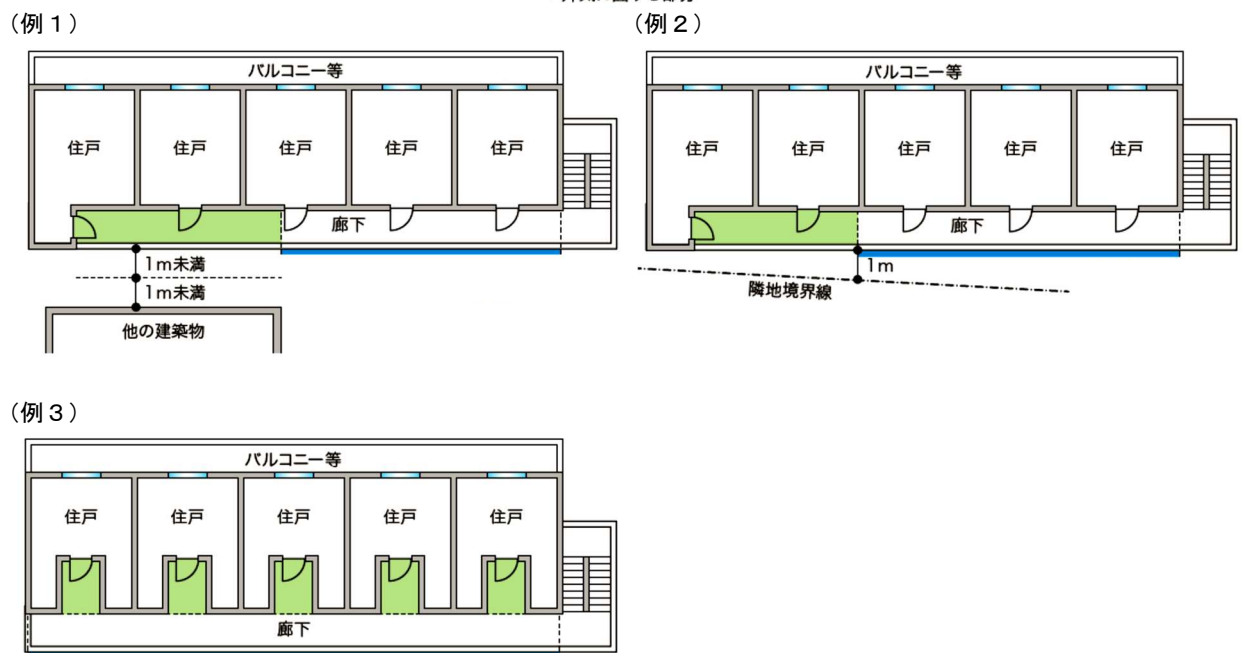 (例1)
(例2)
バルコニー等
バルコニー等
住戸 住戸 住戸 住戸 住戸
住戸 住戸 住戸 住戸 住戸
廊下
廊下
1m未満
1m未満
他の建築物
1m
隣地境界線
(例3)
バルコニー等
住戸 住戸 住戸 住戸 住戸
廊下